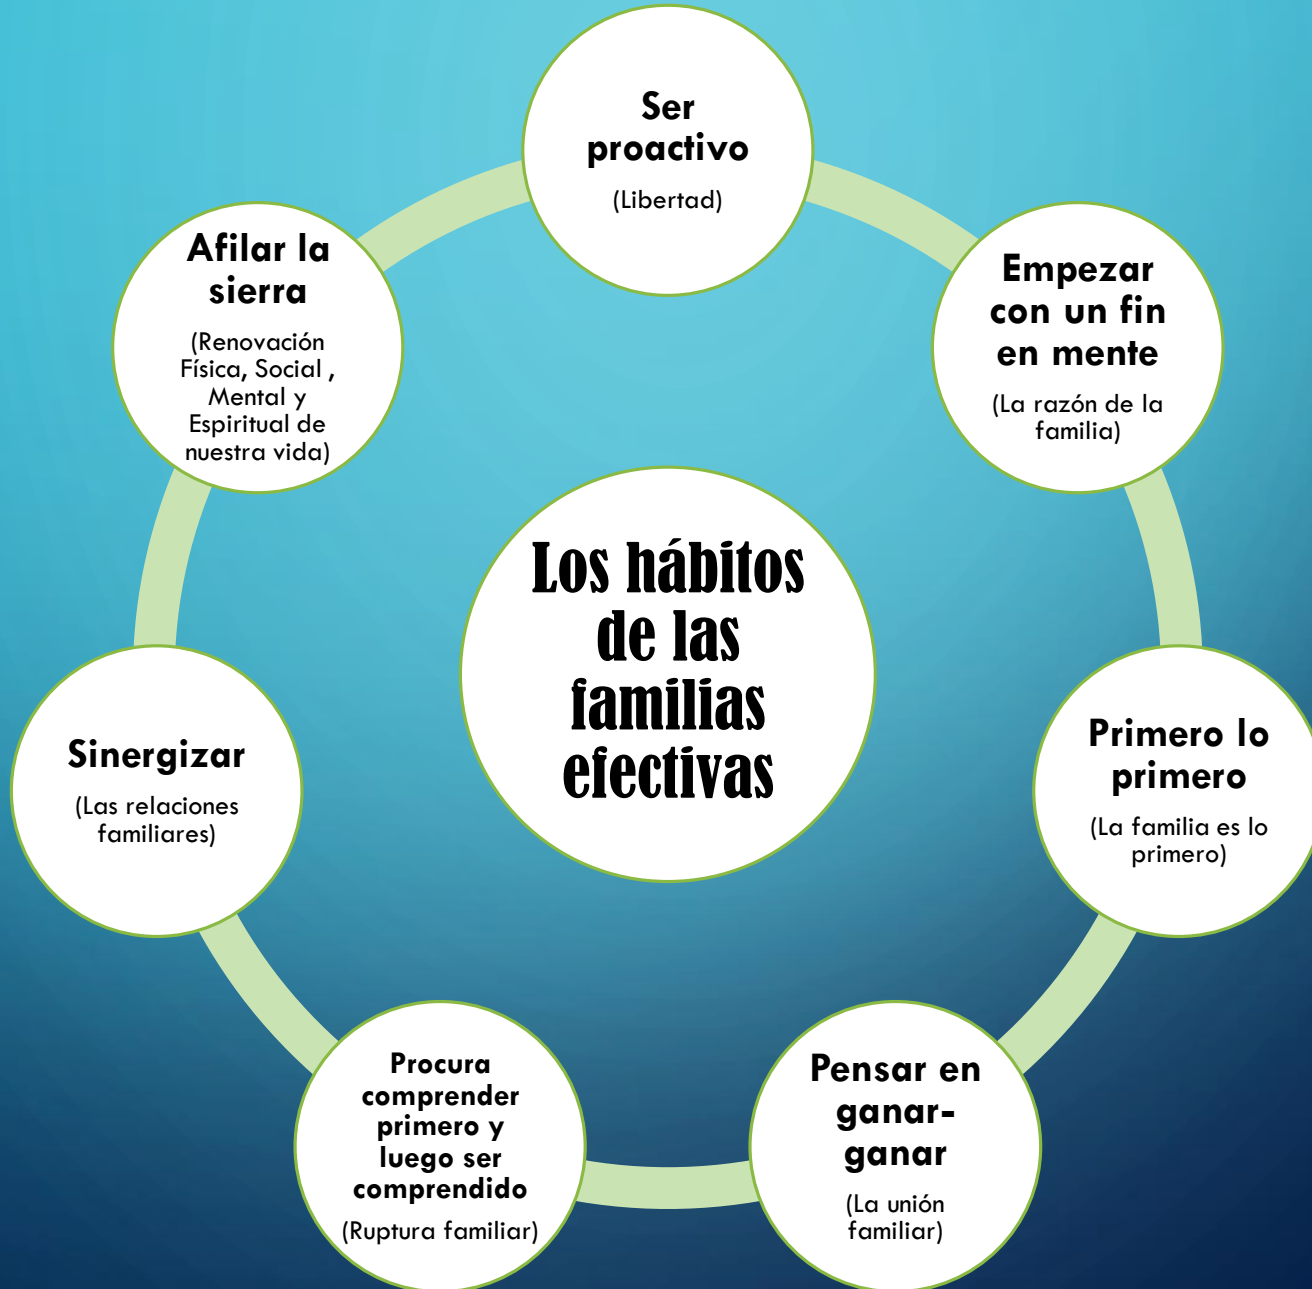 Ser
proactivo
(Libertad)
Empezar
con un fin
en mente
(La razón de la
familia)
Primero lo
primero
(La familia es lo
primero)
Pensar en
ganar-
ganar
(La unión
familiar)
Procura
comprender
primero y
luego ser
comprendido
(Ruptura familiar)
Sinergizar
(Las relaciones
familiares)
Afilar la
sierra
(Renovación
Física, Social ,
Mental y
Espiritual de
nuestra vida)
Los hábitos
de las
familias
efectivas